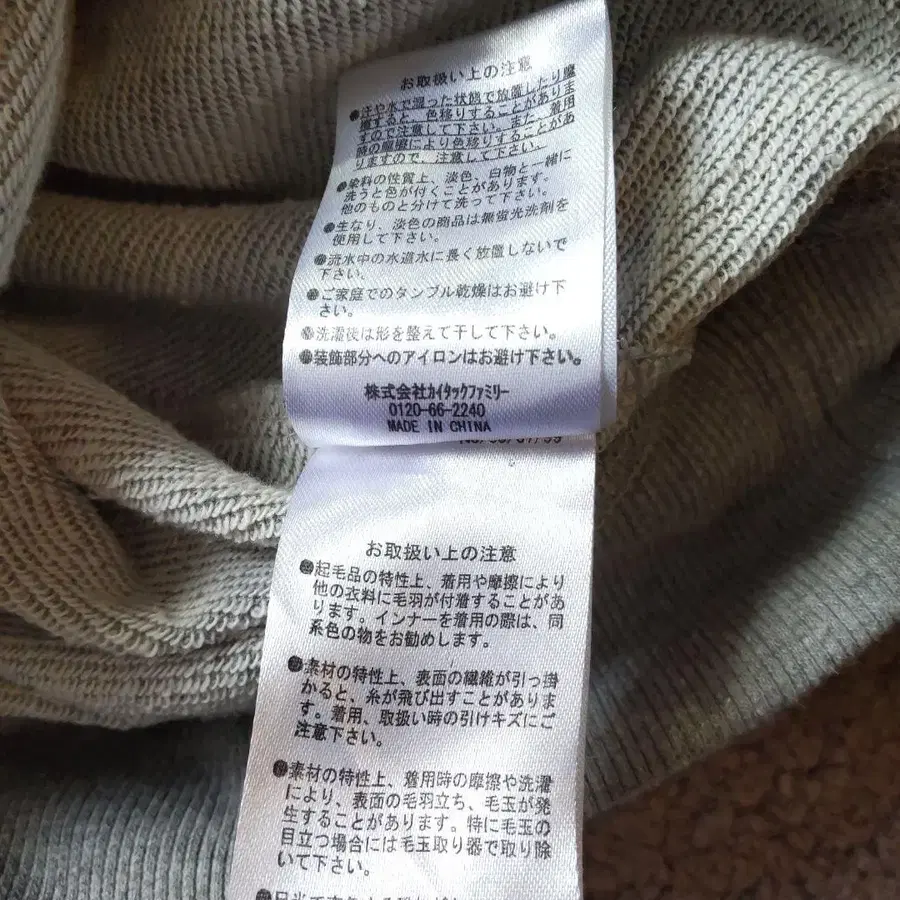 お取扱い上の注意
●汗や水で湿った状態で放置したり摩
擦すると、色移りすることがありま
すので注意して下さい。また、着用
時の摩擦により色移りすることがあ
りますので、注意して下さい。
●染料の性質上、淡色、白物と一緒に
洗うと色が付くことがあります。
他のものと分けて洗って下さい。
●生なり、淡色の商品は無蛍光洗剤を
使用して下さい。
●流水中の水道水に長く放置しないで
下さい。
●ご家庭でのタンブル乾燥はお避け下
さい。
●洗濯後は形を整えて干して下さい。
●装飾部分へのアイロンはお避け下さい。
株式会社カイタックファミリー
0120-66-2240
MADE IN CHINA
お取扱い上の注意
●起毛品の特性上、着用や摩擦により
他の衣料に毛羽が付着することがあ
ります。インナーを着用の際は、同
系色の物をお勧めします。
●素材の特性上、表面の繊維が引っ掛
かると、糸が飛び出すことがありま
す。着用、取扱い時の引けキズにご
注意下さい。
●素材の特性上、着用時の摩擦や洗濯
により、表面の毛羽立ち、毛玉が発
生することがあります。特に毛玉の
目立つ場合には毛玉取り器で取り除
いて下さい。